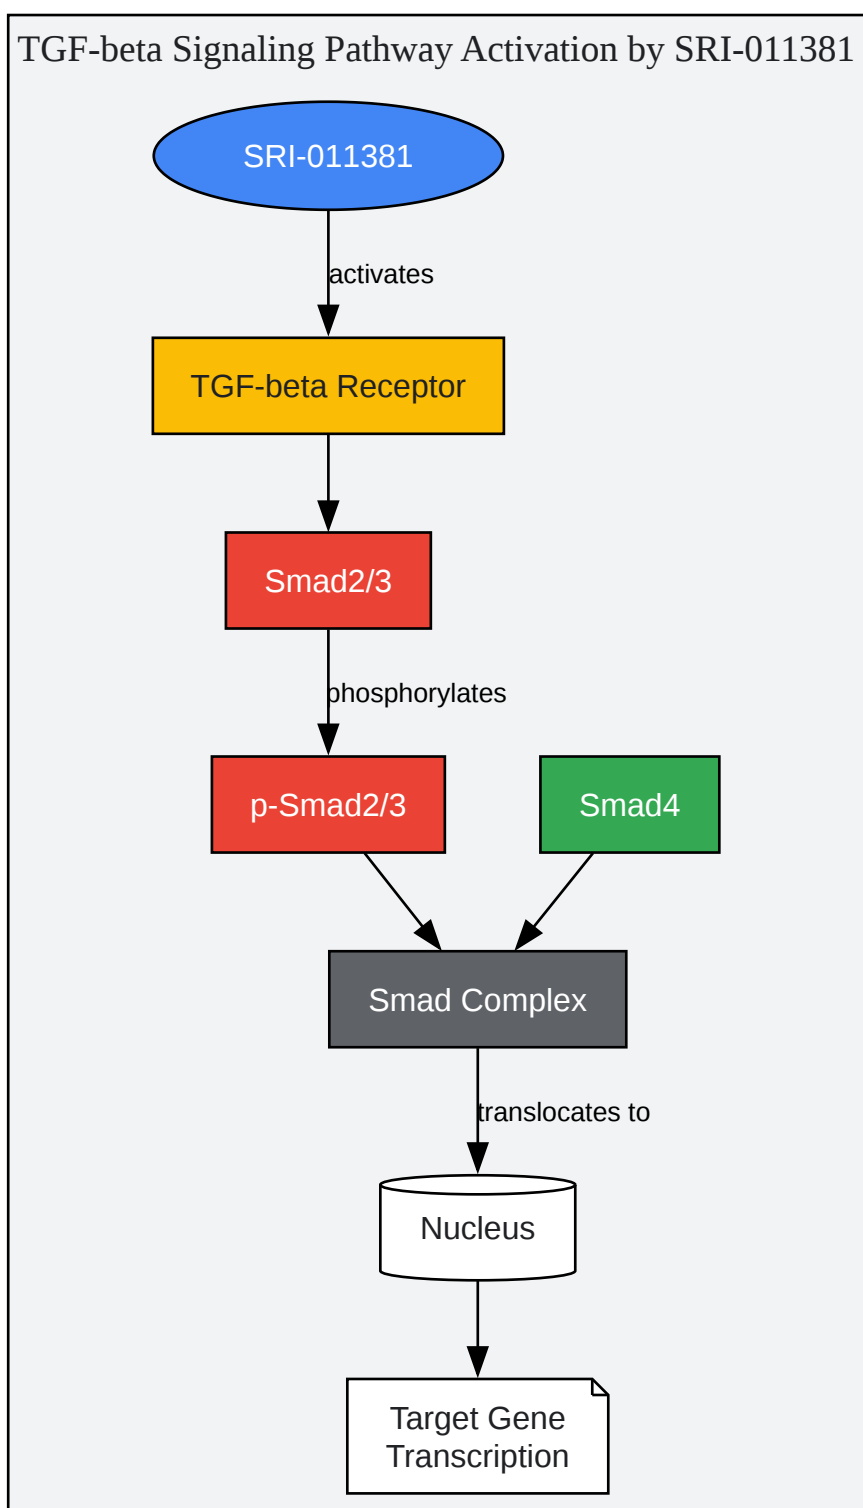 TGF-beta Signaling Pathway Activation by SRI-011381
SRI-011381
activates
TGF-beta Receptor
Smad2/3
phosphorylates
p-Smad2/3
Smad4
Smad Complex
translocates to
Nucleus
Target Gene
Transcription